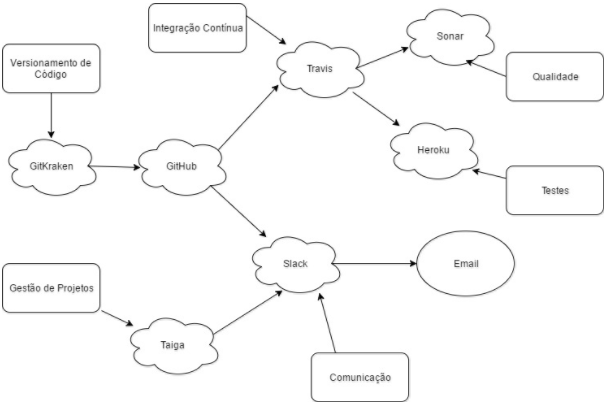 Integração Contínua
Sonar
Versionamento de
Código
Travis
Qualidade
GitKraken
GitHub
Heroku
Testes
Slack
Email
Gestão de Projetos
Taiga
Comunicação